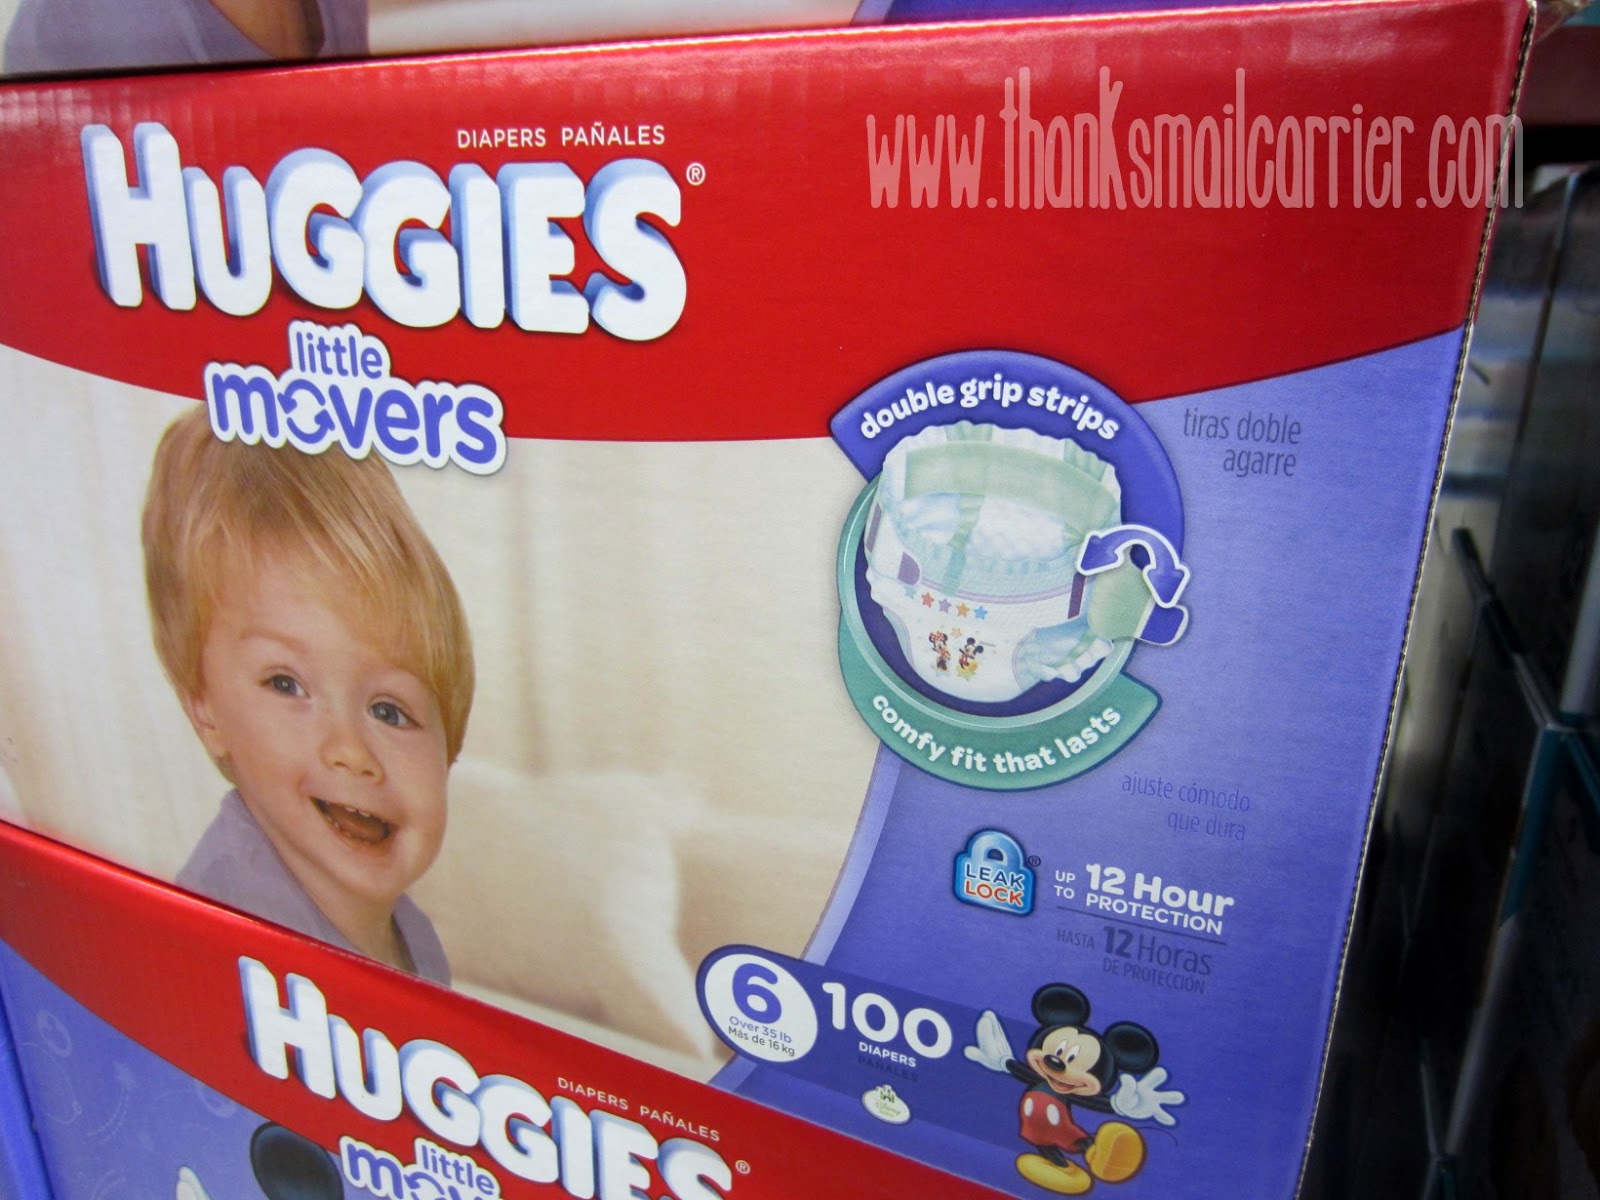 www.thanksmailcarrier.com
DIAPERS PAÑALES
HUGGIES®
little
movers
double grip strips
tiras doble
agarre
comfy fit that lasts
ajuste cómodo
que dura
LEAK
LOCK®
UP TO 12 Hour
PROTECTION
HASTA 12 Horas
DE PROTECCIÓN
6
Over 35 lb
Más de 16 kg
100
DIAPERS
PAÑALES
Disney
DIAPERS PAÑALES
HUGGIES®
little